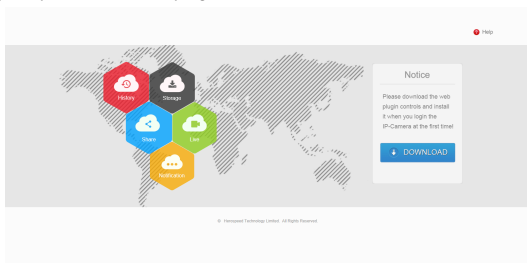 Help
History
Storage
Share
Live
Notification
Notice
Please download the web
plugin controls and install
it when you login the
IP-Camera at the first time!
DOWNLOAD
© Herospeed Technology Limited. All Rights Reserved.